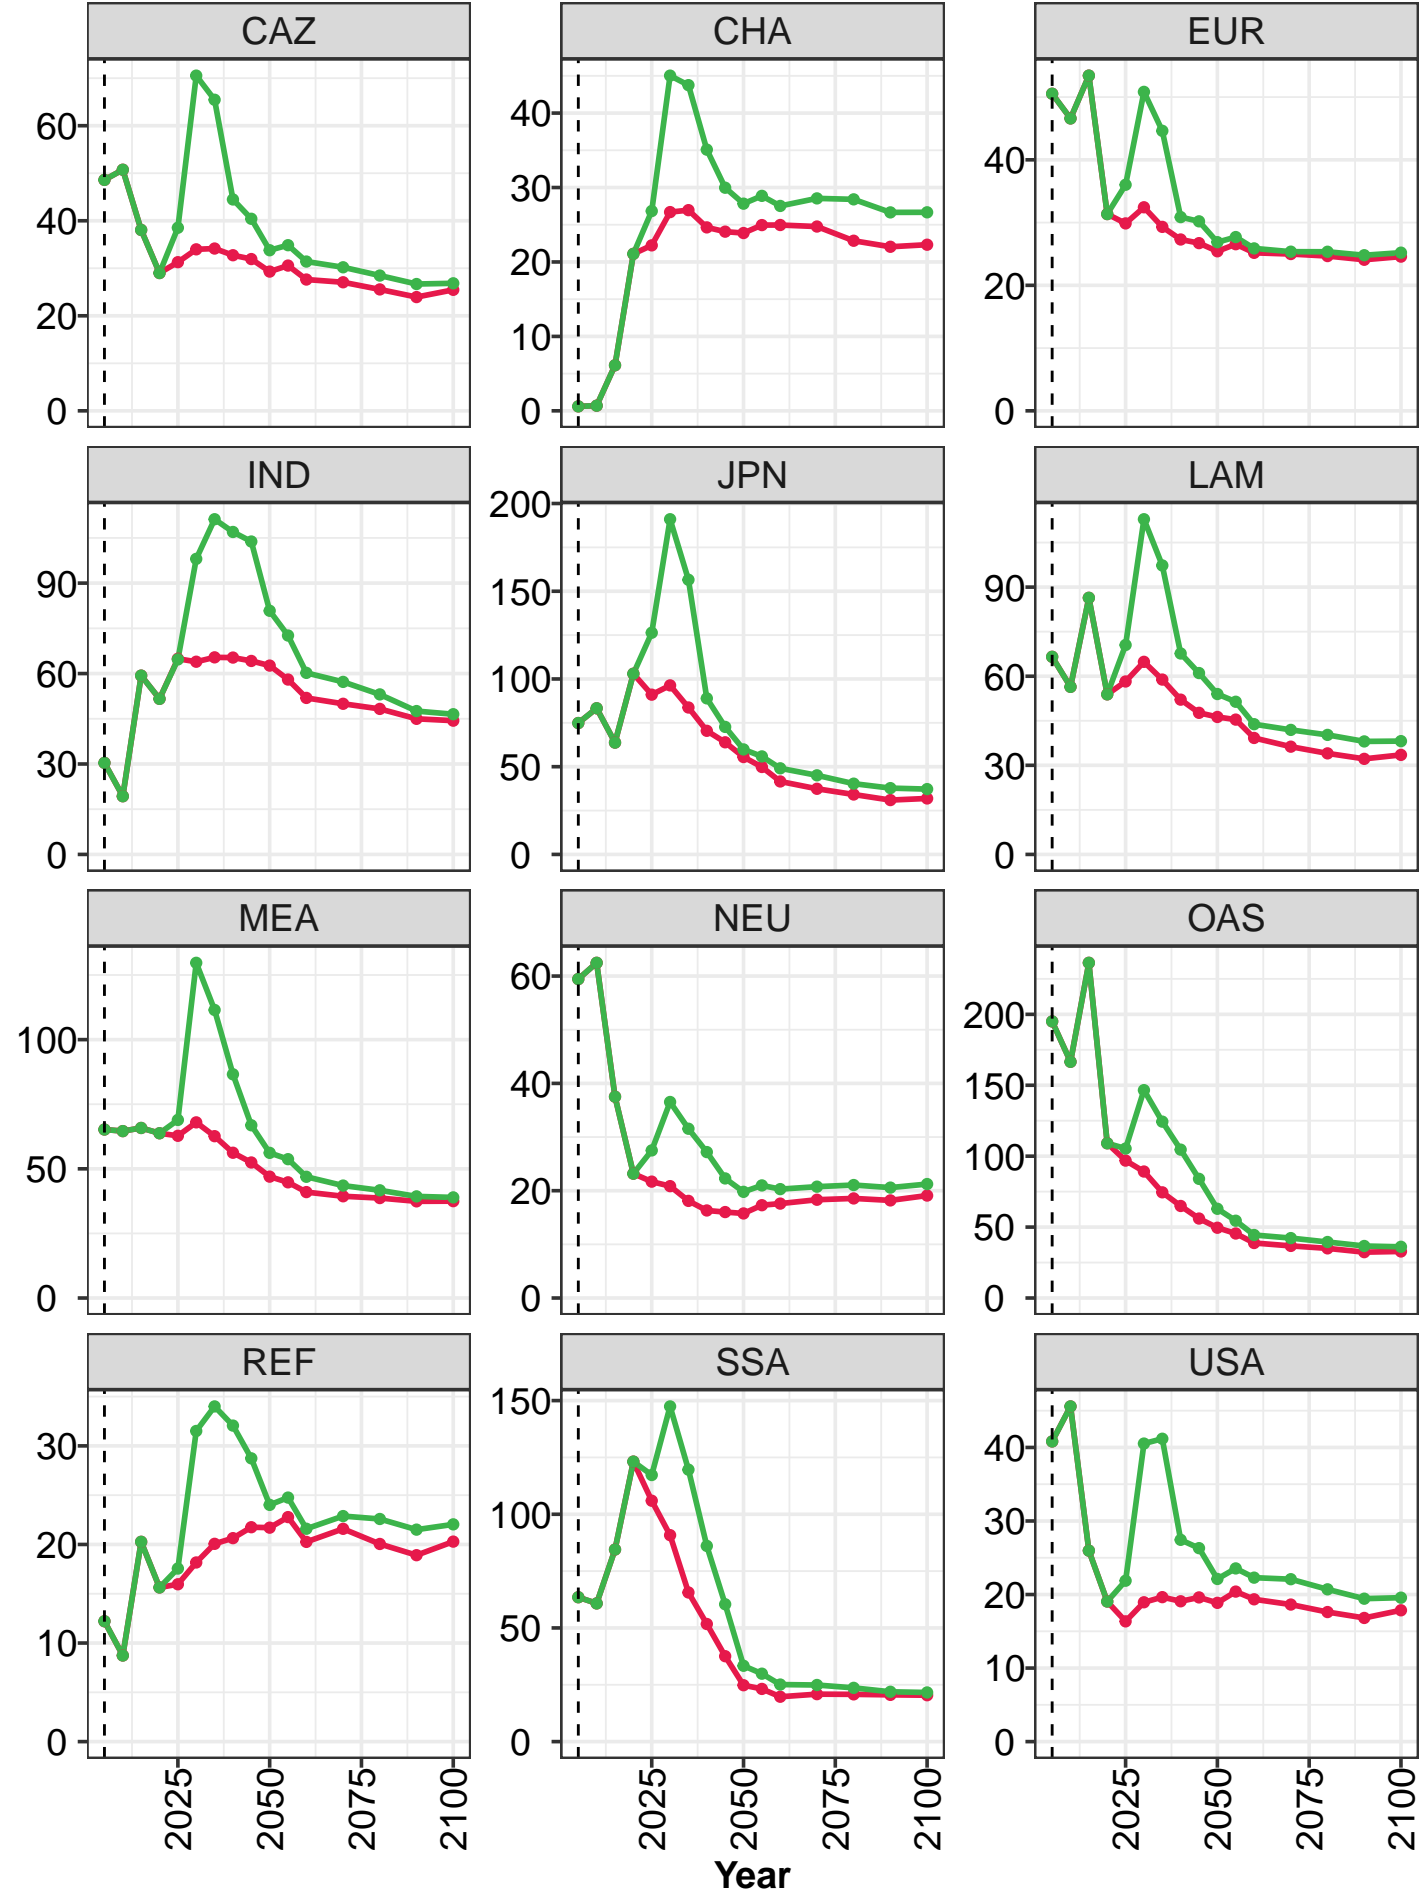 CAZ CHA EUR
60 40 20 0
40 30 20 10 0
40 20 0
IND JPN LAM
90 60 30 0
200 150 100 50 0
90 60 30 0
MEA NEU OAS
100 50 0
60 40 20 0
200 150 100 50 0
REF SSA USA
30 20 10 0
150 100 50 0
40 30 20 10 0
2025 2050 2075 2100 2025 2050 2075 2100 2025 2050 2075 2100
Year